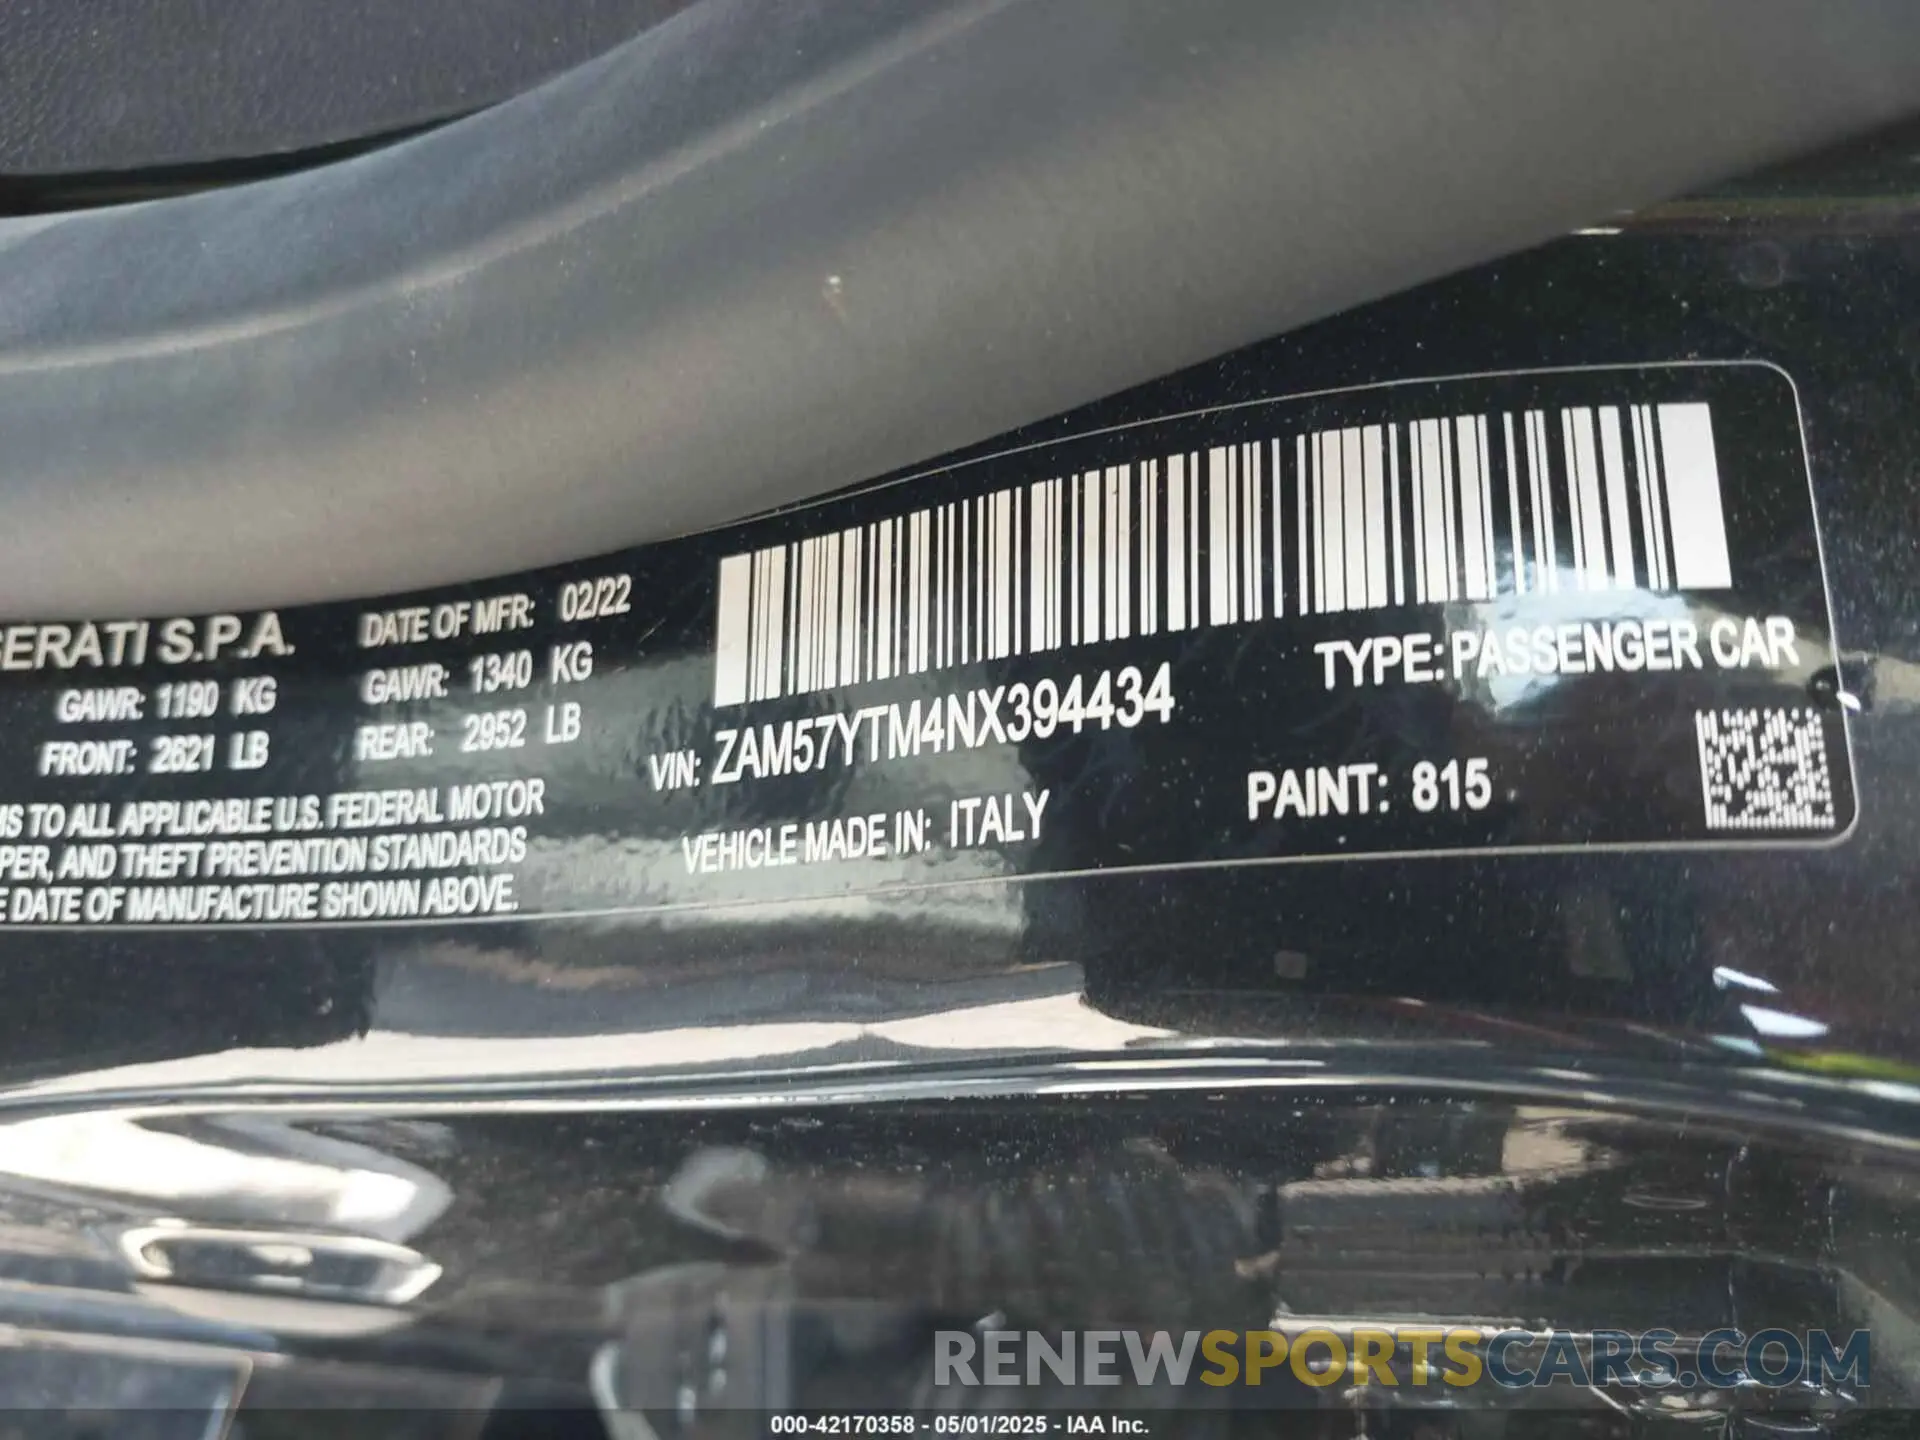 SERATI S.P.A. DATE OF MFR: 02/22
GAWR: 1190 KG GAWR: 1340 KG
FRONT: 2621 LB REAR: 2952 LB
MS TO ALL APPLICABLE U.S. FEDERAL MOTOR
PER, AND THEFT PREVENTION STANDARDS
E DATE OF MANUFACTURE SHOWN ABOVE.
VIN: ZAM57YTM4NX394434
TYPE: PASSENGER CAR
VEHICLE MADE IN: ITALY
PAINT: 815
RENEWSPORTSCARS.COM
000-42170358 - 05/01/2025 - IAA Inc.